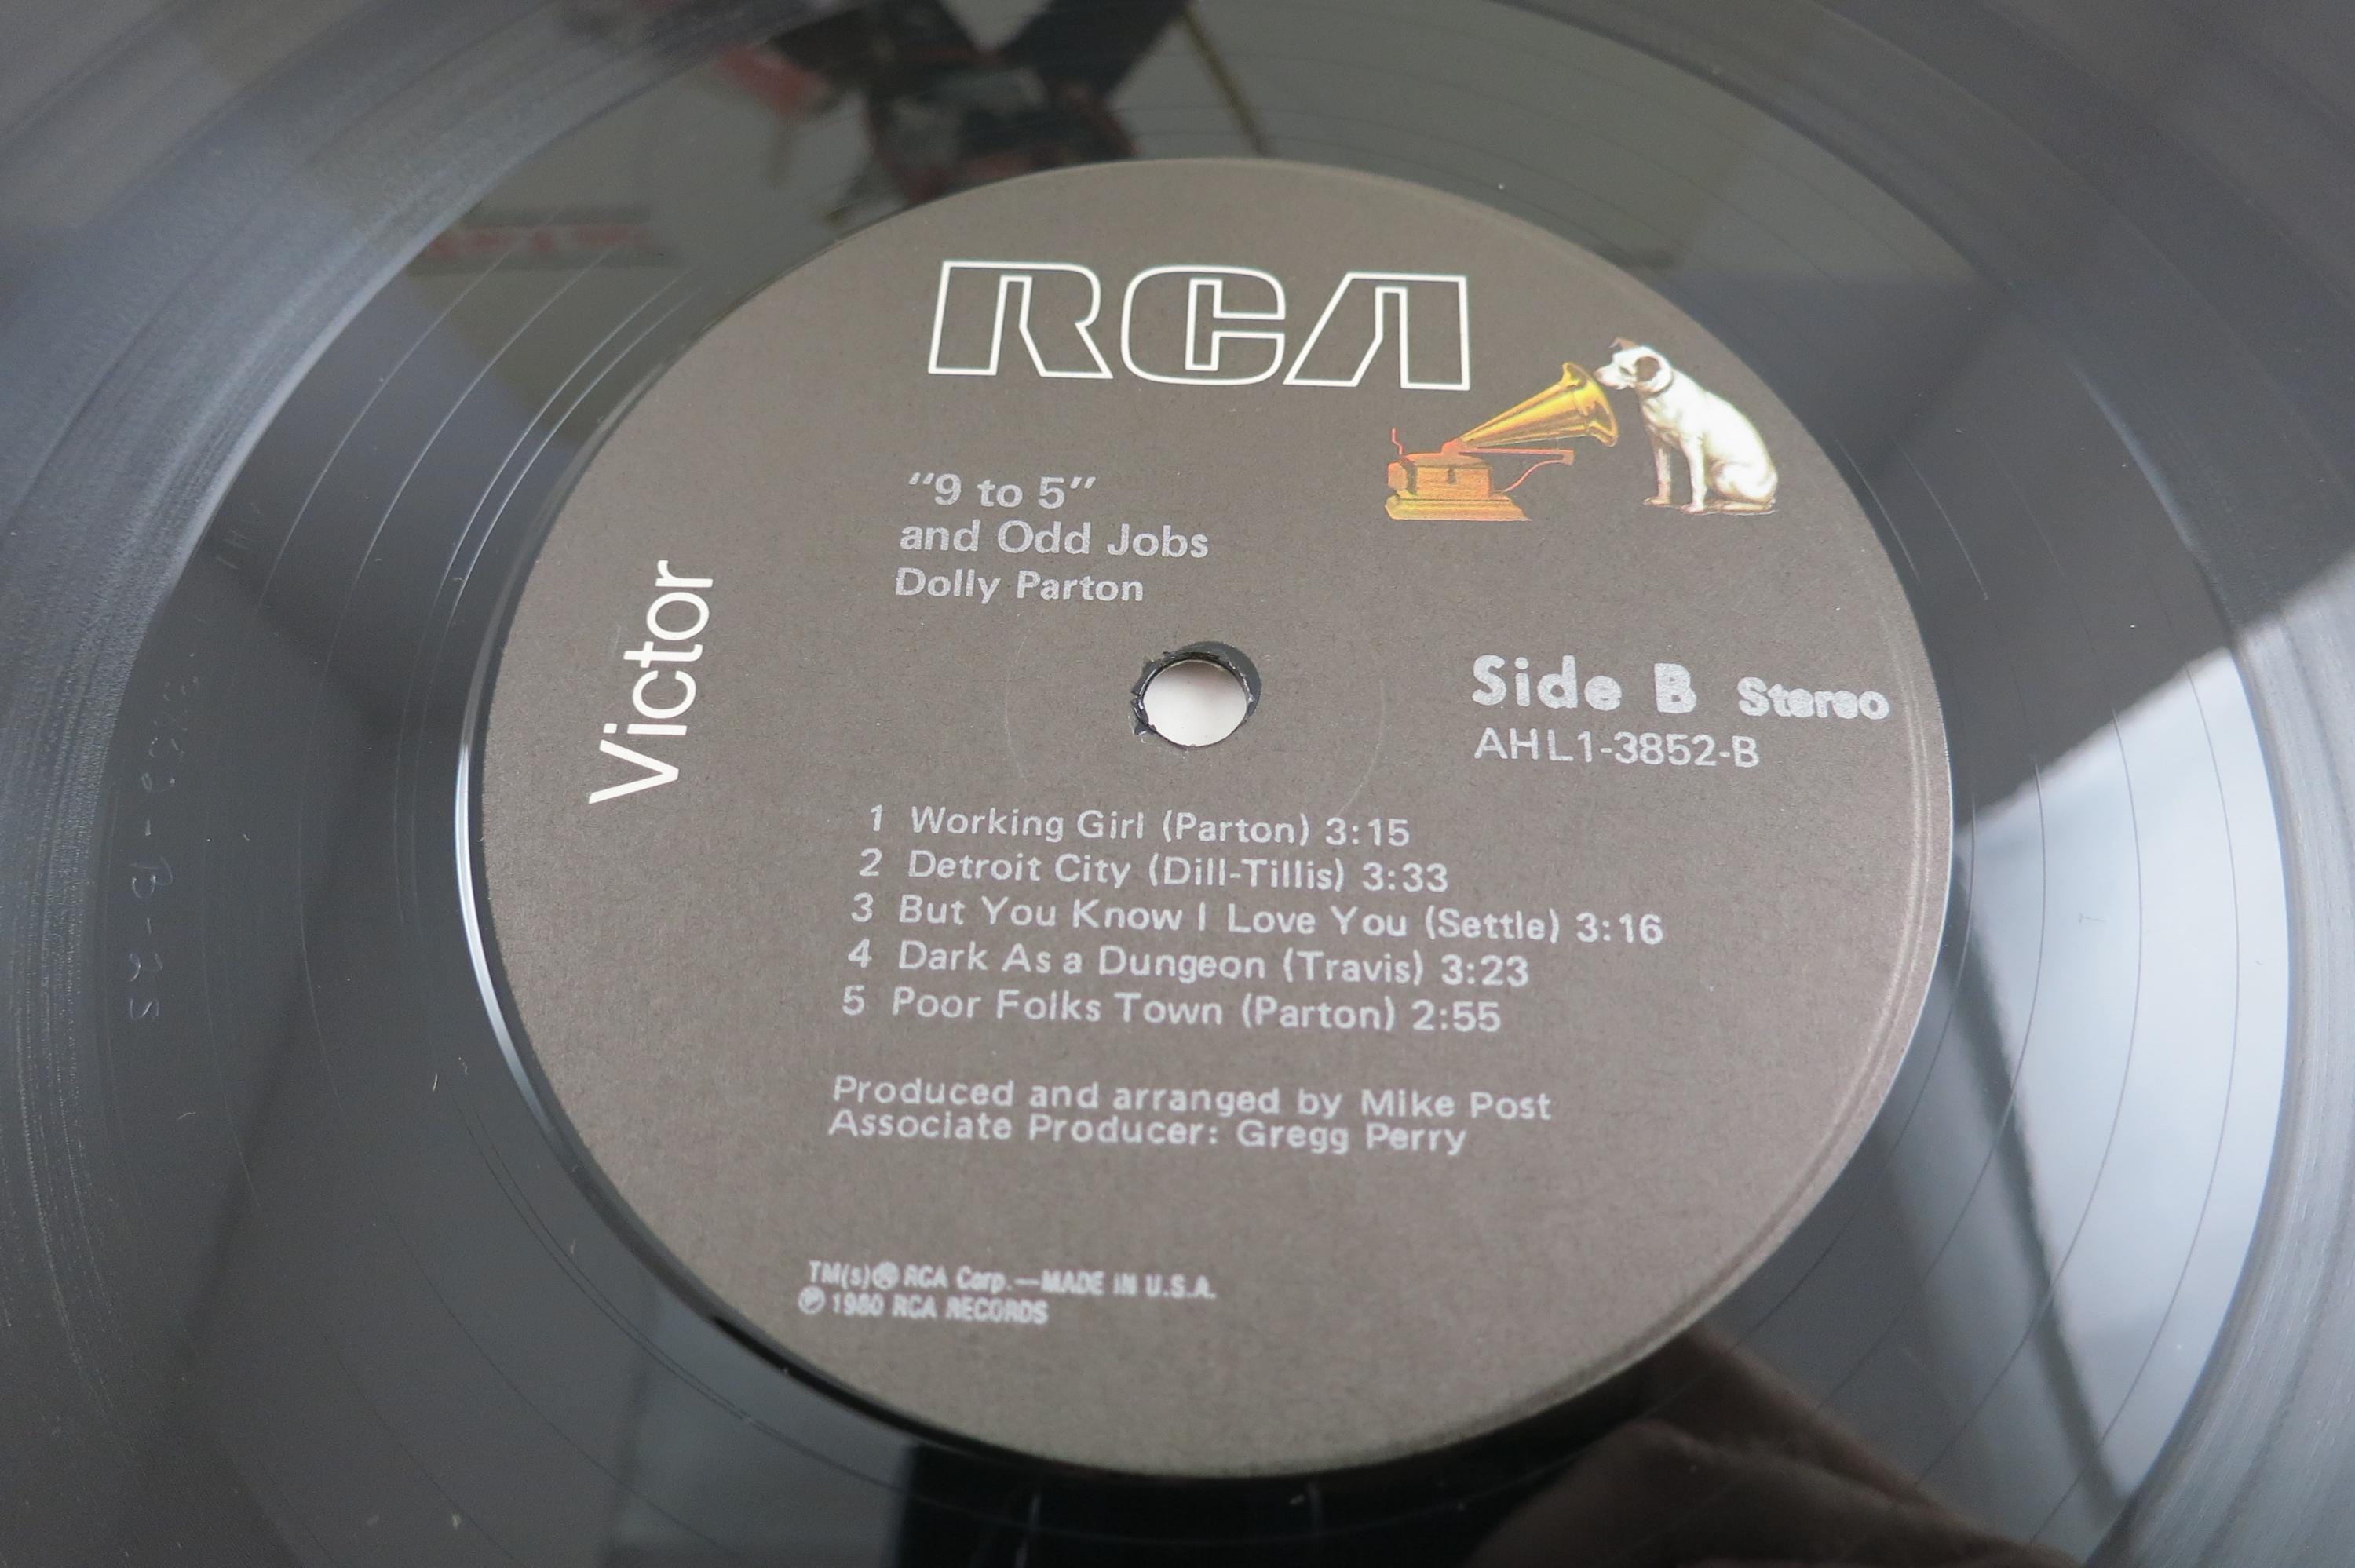 RCA
"9 to 5"
and Odd Jobs
Dolly Parton
Victor
Side B Stereo
AHL1-3852-B
1 Working Girl (Parton) 3:15
2 Detroit City (Dill-Tillis) 3:33
3 But You Know I Love You (Settle) 3:16
4 Dark As a Dungeon (Travis) 3:23
5 Poor Folks Town (Parton) 2:55
Produced and arranged by Mike Post
Associate Producer: Gregg Perry
TM(s)® RCA Corp.—MADE IN U.S.A.
℗ 1980 RCA RECORDS